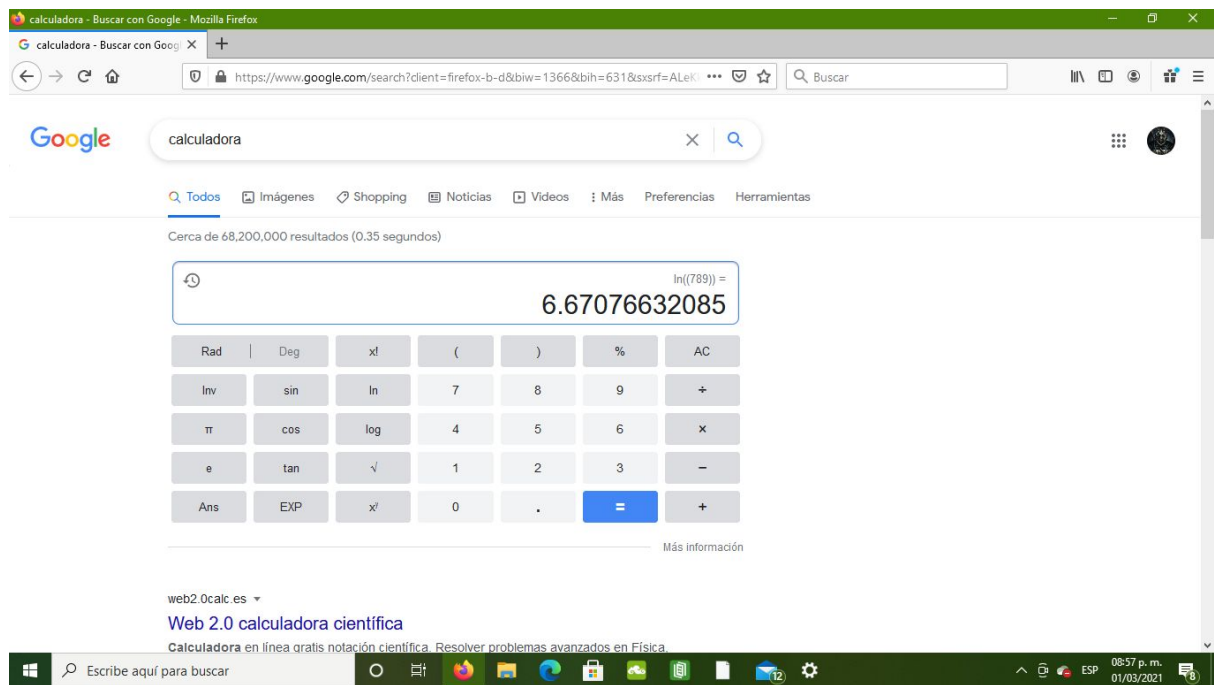 calculadora - Buscar con Google - Mozilla Firefox
G calculadora - Buscar con Googl
https://www.google.com/search?client=firefox-b-d&biw=1366&bih=631&sxsrf=ALeK
Buscar
Google
calculadora
Todos Imágenes Shopping Noticias Videos Más Preferencias Herramientas
Cerca de 68,200,000 resultados (0.35 segundos)
ln((789)) =
6.67076632085
Rad | Deg x! ( ) % AC
Inv sin ln 7 8 9 ÷
π cos log 4 5 6 ×
e tan √ 1 2 3 −
Ans EXP xʸ 0 . = +
Más información
web2.0calc.es
Web 2.0 calculadora científica
Calculadora en línea gratis notación científica. Resolver problemas avanzados en Física,
Escribe aquí para buscar
12
ESP
08:57 p. m.
01/03/2021
8